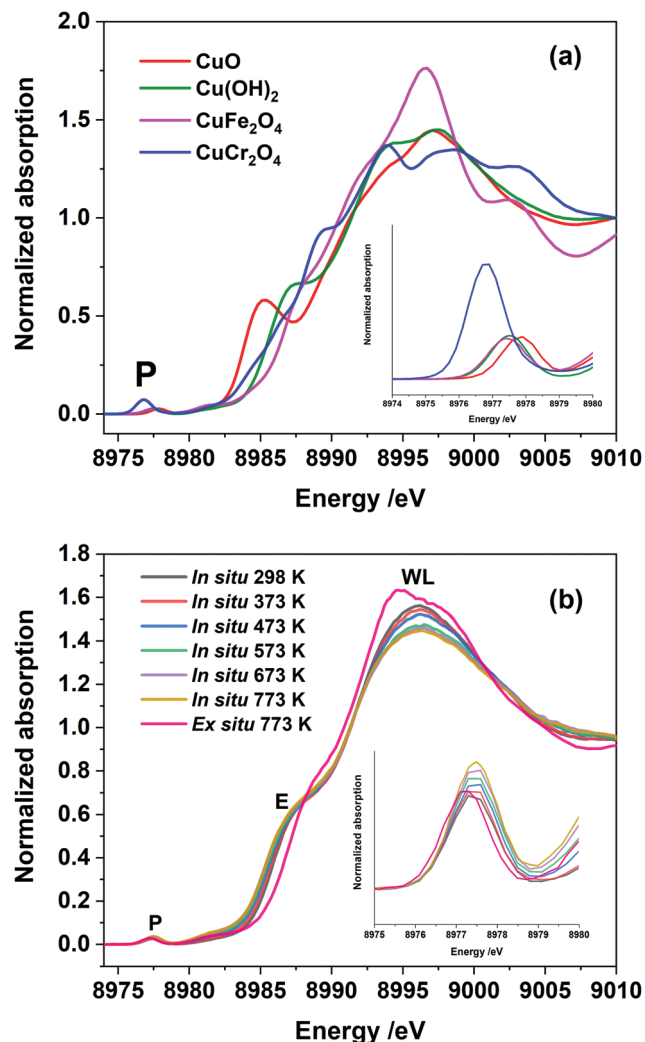 (a)
CuO
Cu(OH)₂
CuFe₂O₄
CuCr₂O₄
Normalized absorption
2.0
1.5
1.0
0.5
0.0
P
Normalized absorption
8974 8975 8976 8977 8978 8979 8980
Energy /eV
8975 8980 8985 8990 8995 9000 9005 9010
Energy /eV
(b)
In situ 298 K
In situ 373 K
In situ 473 K
In situ 573 K
In situ 673 K
In situ 773 K
Ex situ 773 K
WL
E
P
Normalized absorption
1.8
1.6
1.4
1.2
1.0
0.8
0.6
0.4
0.2
0.0
Normalized absorption
8975 8976 8977 8978 8979 8980
Energy /eV
8975 8980 8985 8990 8995 9000 9005 9010
Energy /eV